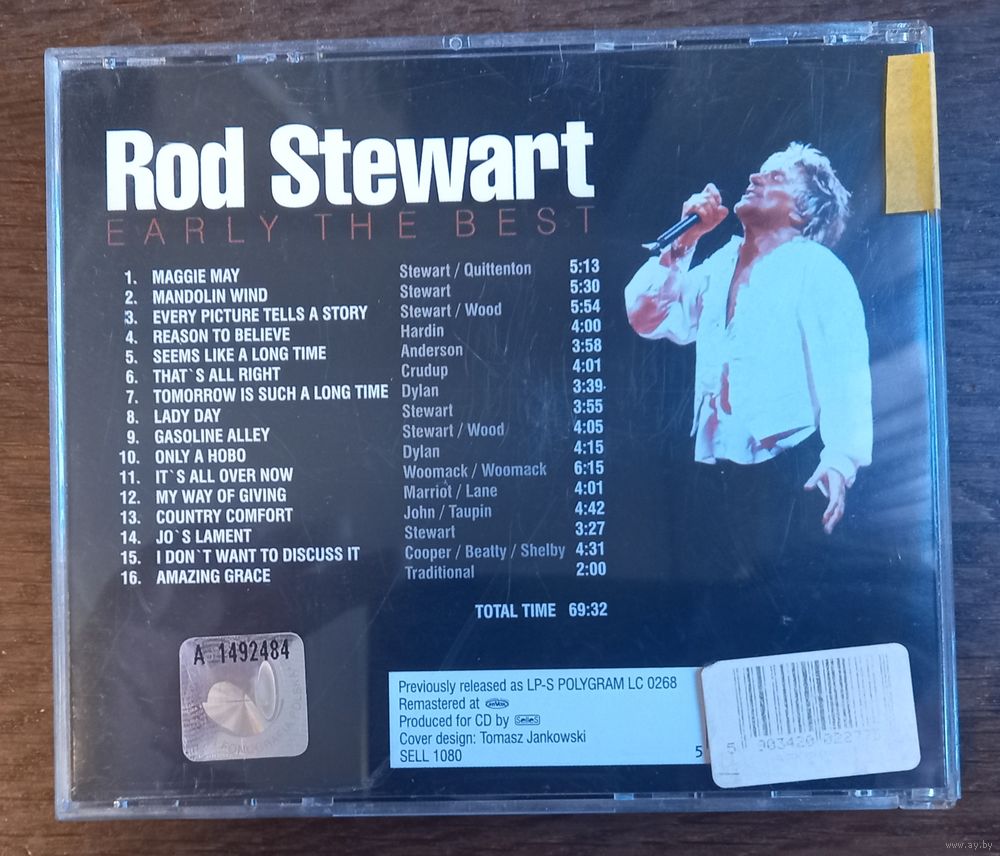 Rod Stewart
EARLY THE BEST
1. MAGGIE MAY Stewart / Quittenton 5:13
2. MANDOLIN WIND Stewart 5:30
3. EVERY PICTURE TELLS A STORY Stewart / Wood 5:54
4. REASON TO BELIEVE Hardin 4:00
5. SEEMS LIKE A LONG TIME Anderson 3:58
6. THAT`S ALL RIGHT Crudup 4:01
7. TOMORROW IS SUCH A LONG TIME Dylan 3:39
8. LADY DAY Stewart 3:55
9. GASOLINE ALLEY Stewart / Wood 4:05
10. ONLY A HOBO Dylan 4:15
11. IT`S ALL OVER NOW Woomack / Woomack 6:15
12. MY WAY OF GIVING Marriot / Lane 4:01
13. COUNTRY COMFORT John / Taupin 4:42
14. JO`S LAMENT Stewart 3:27
15. I DON`T WANT TO DISCUSS IT Cooper / Beatty / Shelby 4:31
16. AMAZING GRACE Traditional 2:00
TOTAL TIME 69:32
A 1492484
Previously released as LP-S POLYGRAM LC 0268
Remastered at
Produced for CD by SelleS
Cover design: Tomasz Jankowski
SELL 1080
5
www.ay.by